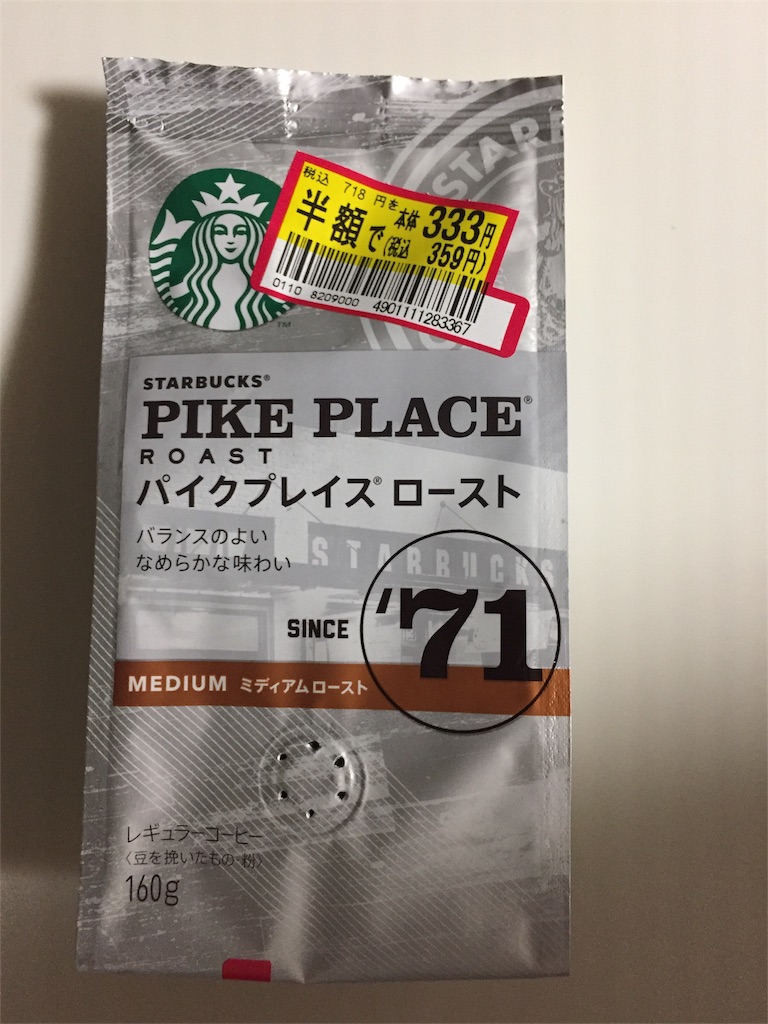 STARB
税込 718 円を
半額で
本体 333円
(税込 359円)
0110 8209000 4901111283367
TM
STARBUCKS®
PIKE PLACE®
ROAST
パイクプレイス® ロースト
バランスのよい
なめらかな味わい
STARBUCKS
SINCE '71
MEDIUM ミディアムロースト
レギュラーコーヒー
〈豆を挽いたもの・粉〉
160g